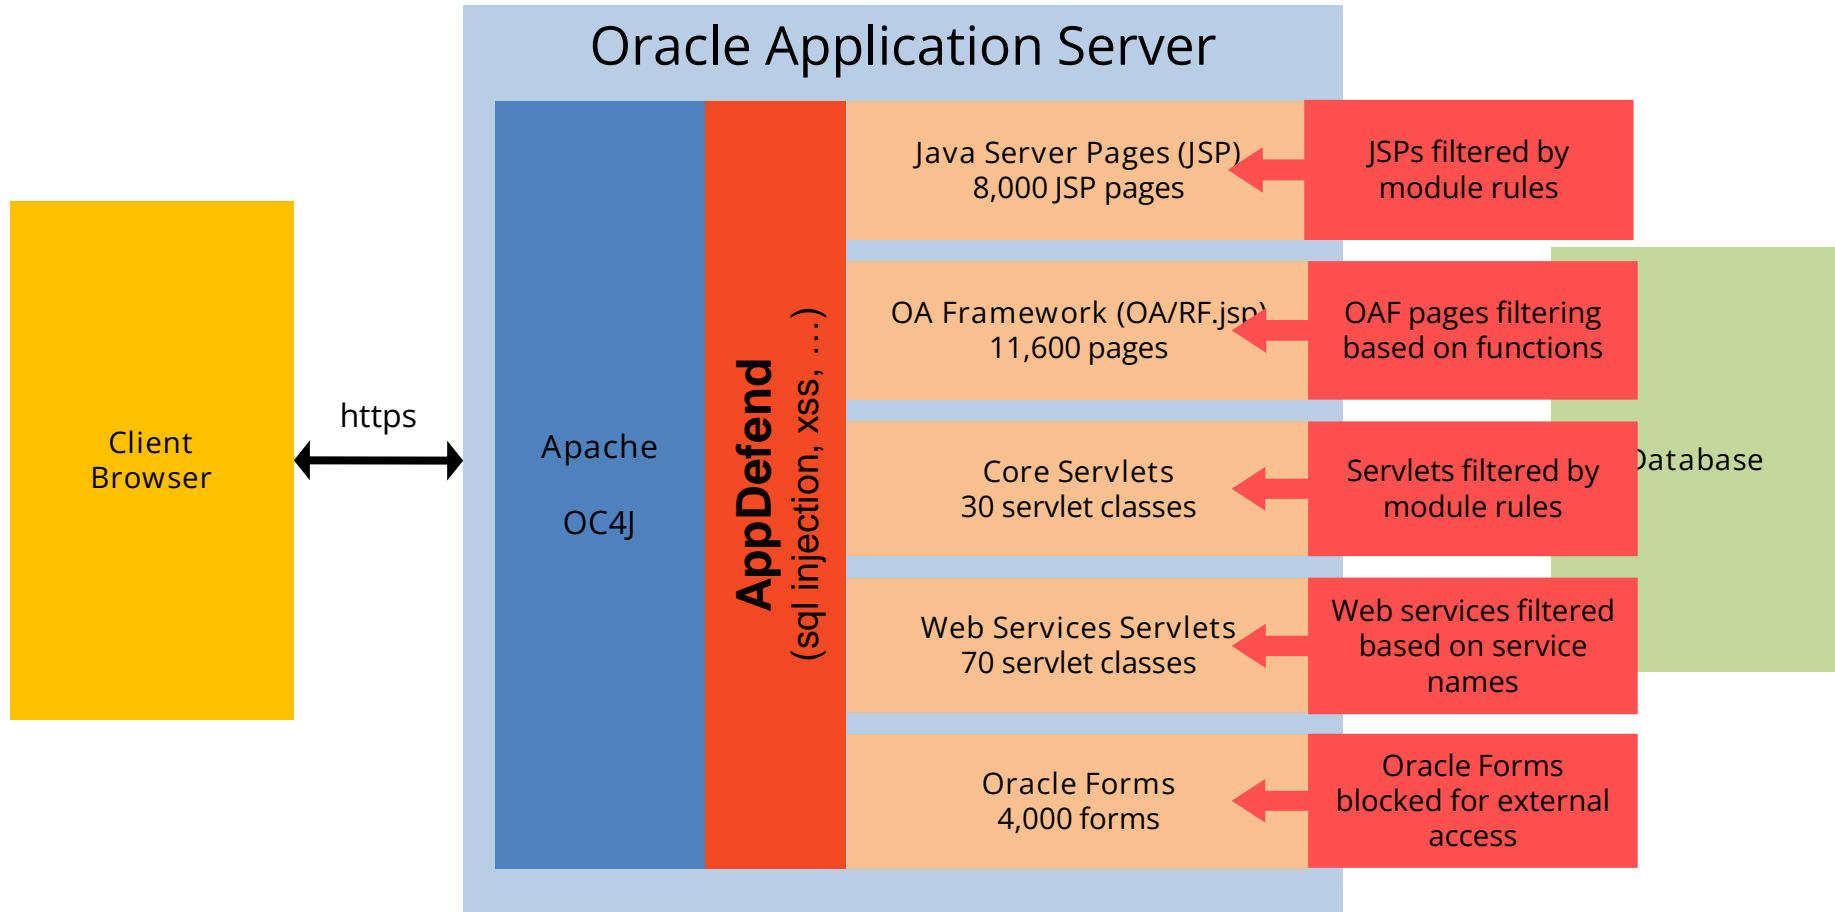 Oracle Application Server
Client
Browser
https
Apache
OC4J
AppDefend
(sql injection, xss, …)
Java Server Pages (JSP)
8,000 JSP pages
JSPs filtered by
module rules
OA Framework (OA/RF.jsp)
11,600 pages
OAF pages filtering
based on functions
Core Servlets
30 servlet classes
Servlets filtered by
module rules
Database
Web Services Servlets
70 servlet classes
Web services filtered
based on service
names
Oracle Forms
4,000 forms
Oracle Forms
blocked for external
access